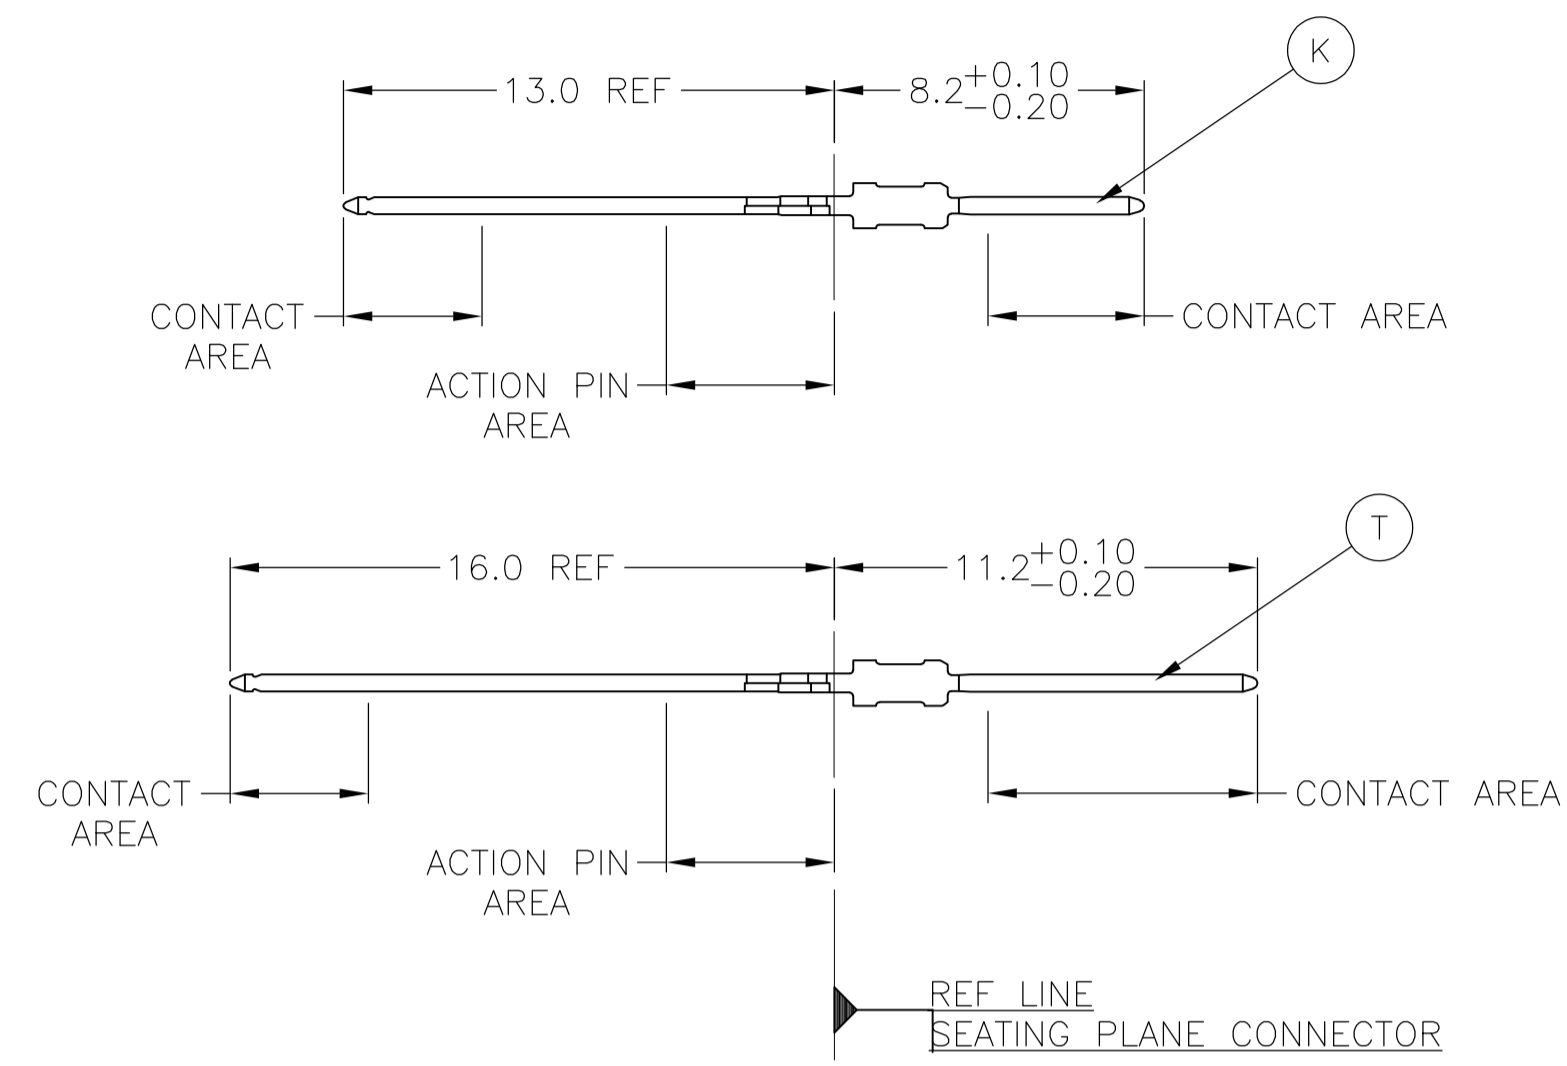 K
13.0 REF
8.2 +0.10
-0.20
CONTACT
AREA
CONTACT AREA
ACTION PIN
AREA
T
16.0 REF
11.2 +0.10
-0.20
CONTACT
AREA
CONTACT AREA
ACTION PIN
AREA
REF LINE
SEATING PLANE CONNECTOR